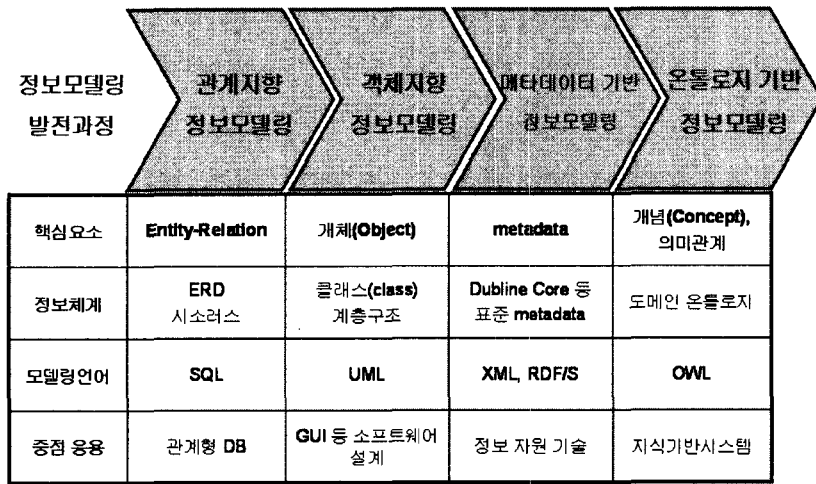 정보모델링
발전과정
관계지향
정보모델링
객체지향
정보모델링
메타데이터 기반
정보모델링
온톨로지 기반
정보모델링
핵심요소
Entity-Relation
개체(Object)
metadata
개념(Concept),
의미관계
정보체계
ERD
시소러스
클래스(class)
계층구조
Dubline Core 등
표준 metadata
도메인 온톨로지
모델링언어
SQL
UML
XML, RDF/S
OWL
중점 응용
관계형 DB
GUI 등 소프트웨어
설계
정보 자원 기술
지식기반시스템